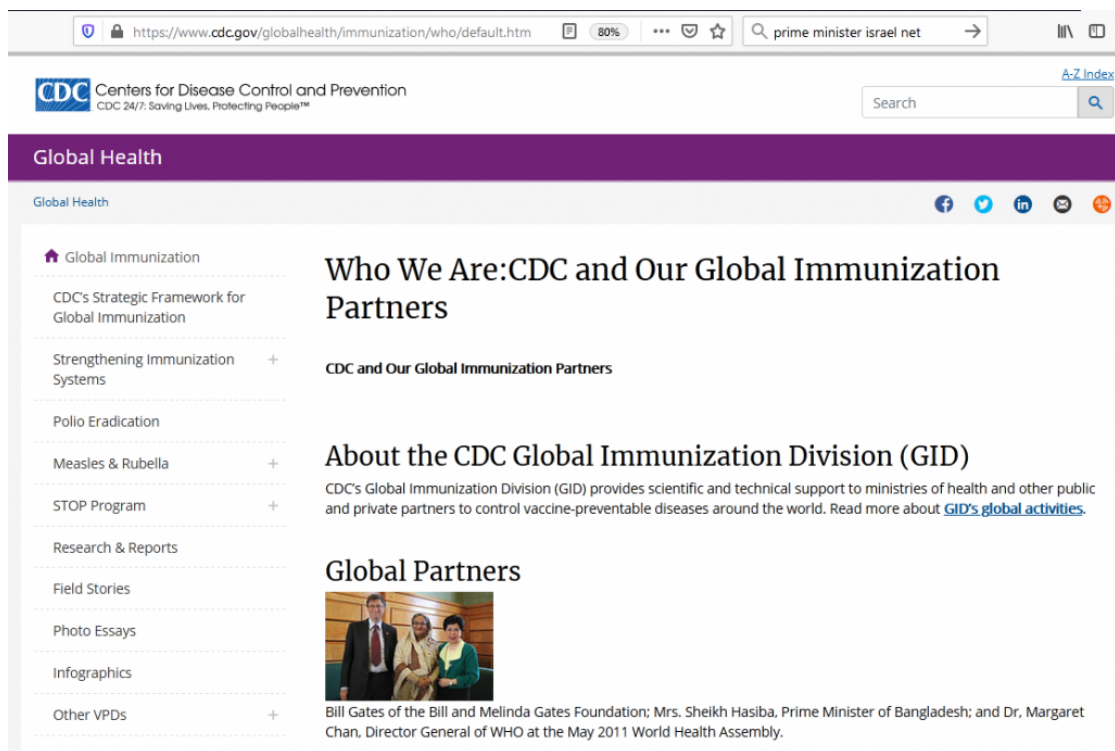 https://www.cdc.gov/globalhealth/immunization/who/default.htm
80%
prime minister israel net
A-Z Index
CDC
Centers for Disease Control and Prevention
CDC 24/7: Saving Lives. Protecting People™
Search
Global Health
Global Health
Global Immunization
CDC's Strategic Framework for
Global Immunization
Strengthening Immunization
Systems
Polio Eradication
Measles & Rubella
STOP Program
Research & Reports
Field Stories
Photo Essays
Infographics
Other VPDs
Who We Are:CDC and Our Global Immunization
Partners
CDC and Our Global Immunization Partners
About the CDC Global Immunization Division (GID)
CDC's Global Immunization Division (GID) provides scientific and technical support to ministries of health and other public
and private partners to control vaccine-preventable diseases around the world. Read more about GID's global activities.
Global Partners
Bill Gates of the Bill and Melinda Gates Foundation; Mrs. Sheikh Hasiba, Prime Minister of Bangladesh; and Dr, Margaret
Chan, Director General of WHO at the May 2011 World Health Assembly.